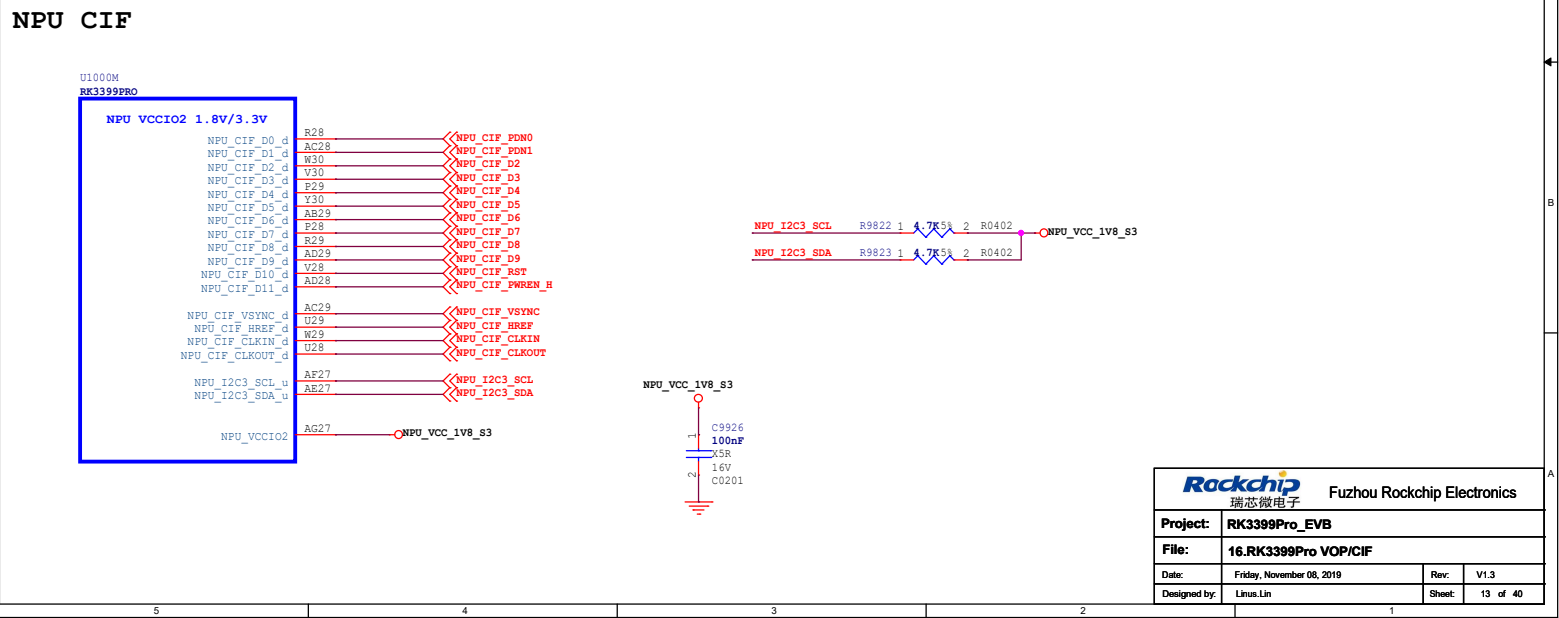 NPU CIF
U1000M
RK3399PRO
NPU VCCIO2 1.8V/3.3V
NPU_CIF_D0_d R28 NPU_CIF_PDN0
NPU_CIF_D1_d AC28 NPU_CIF_PDN1
NPU_CIF_D2_d W30 NPU_CIF_D2
NPU_CIF_D3_d V30 NPU_CIF_D3
NPU_CIF_D4_d P29 NPU_CIF_D4
NPU_CIF_D5_d Y30 NPU_CIF_D5
NPU_CIF_D6_d AB29 NPU_CIF_D6
NPU_CIF_D7_d P28 NPU_CIF_D7
NPU_CIF_D8_d R29 NPU_CIF_D8
NPU_CIF_D9_d AD29 NPU_CIF_D9
NPU_CIF_D10_d V28 NPU_CIF_RST
NPU_CIF_D11_d AD28 NPU_CIF_PWREN_H
NPU_CIF_VSYNC_d AC29 NPU_CIF_VSYNC
NPU_CIF_HREF_d U29 NPU_CIF_HREF
NPU_CIF_CLKIN_d W29 NPU_CIF_CLKIN
NPU_CIF_CLKOUT_d U28 NPU_CIF_CLKOUT
NPU_I2C3_SCL_u AF27 NPU_I2C3_SCL
NPU_I2C3_SDA_u AE27 NPU_I2C3_SDA
NPU_VCCIO2 AG27 NPU_VCC_1V8_S3
NPU_I2C3_SCL R9822 1 4.7K 5% 2 R0402 NPU_VCC_1V8_S3
NPU_I2C3_SDA R9823 1 4.7K 5% 2 R0402
NPU_VCC_1V8_S3
1
C9926
100nF
X5R
16V
2
C0201
B
A
Rockchip
瑞芯微电子
Fuzhou Rockchip Electronics
Project: RK3399Pro_EVB
File: 16.RK3399Pro VOP/CIF
Date: Friday, November 08, 2019 Rev: V1.3
Designed by: Linus.Lin Sheet: 13 of 40
5 4 3 2 1